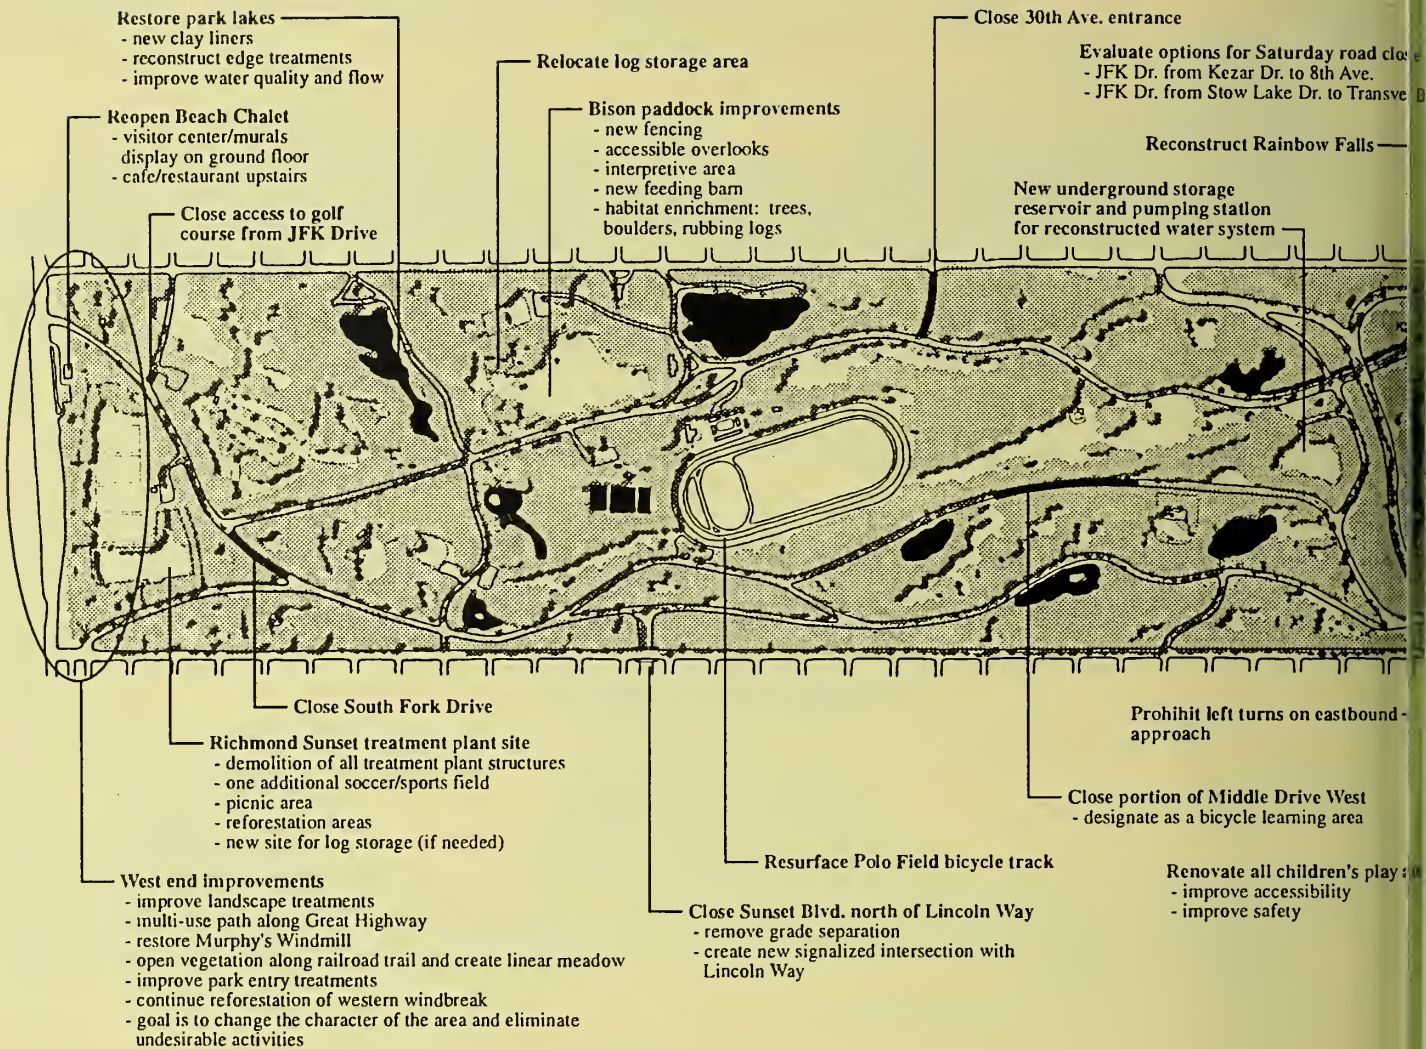 Restore park lakes
- new clay liners
- reconstruct edge treatments
- improve water quality and flow
Reopen Beach Chalet
- visitor center/murals
display on ground floor
- cafe/restaurant upstairs
Close access to golf
course from JFK Drive
Relocate log storage area
Bison paddock improvements
- new fencing
- accessible overlooks
- interpretive area
- new feeding barn
- habitat enrichment: trees,
boulders, rubbing logs
Close 30th Ave. entrance
Evaluate options for Saturday road
- JFK Dr. from Kezar Dr. to 8th Ave.
- JFK Dr. from Stow Lake Dr. to
Reconstruct Rainbow Falls
New underground storage
reservoir and pumping station
for reconstructed water system
Close South Fork Drive
Richmond Sunset treatment plant site
- demolition of all treatment plant structures
- one additional soccer/sports field
- picnic area
- reforestation areas
- new site for log storage (if needed)
West end improvements
- improve landscape treatments
- multi-use path along Great Highway
- restore Murphy's Windmill
- open vegetation along railroad trail and create linear meadow
- improve park entry treatments
- continue reforestation of western windbreak
- goal is to change the character of the area and eliminate
undesirable activities
Resurface Polo Field bicycle track
Close Sunset Blvd. north of Lincoln Way
- remove grade separation
- create new signalized intersection with
Lincoln Way
Prohihit left turns on eastbound
approach
Close portion of Middle Drive West
- designate as a bicycle learning area
Renovate all children's play
- improve accessibility
- improve safety